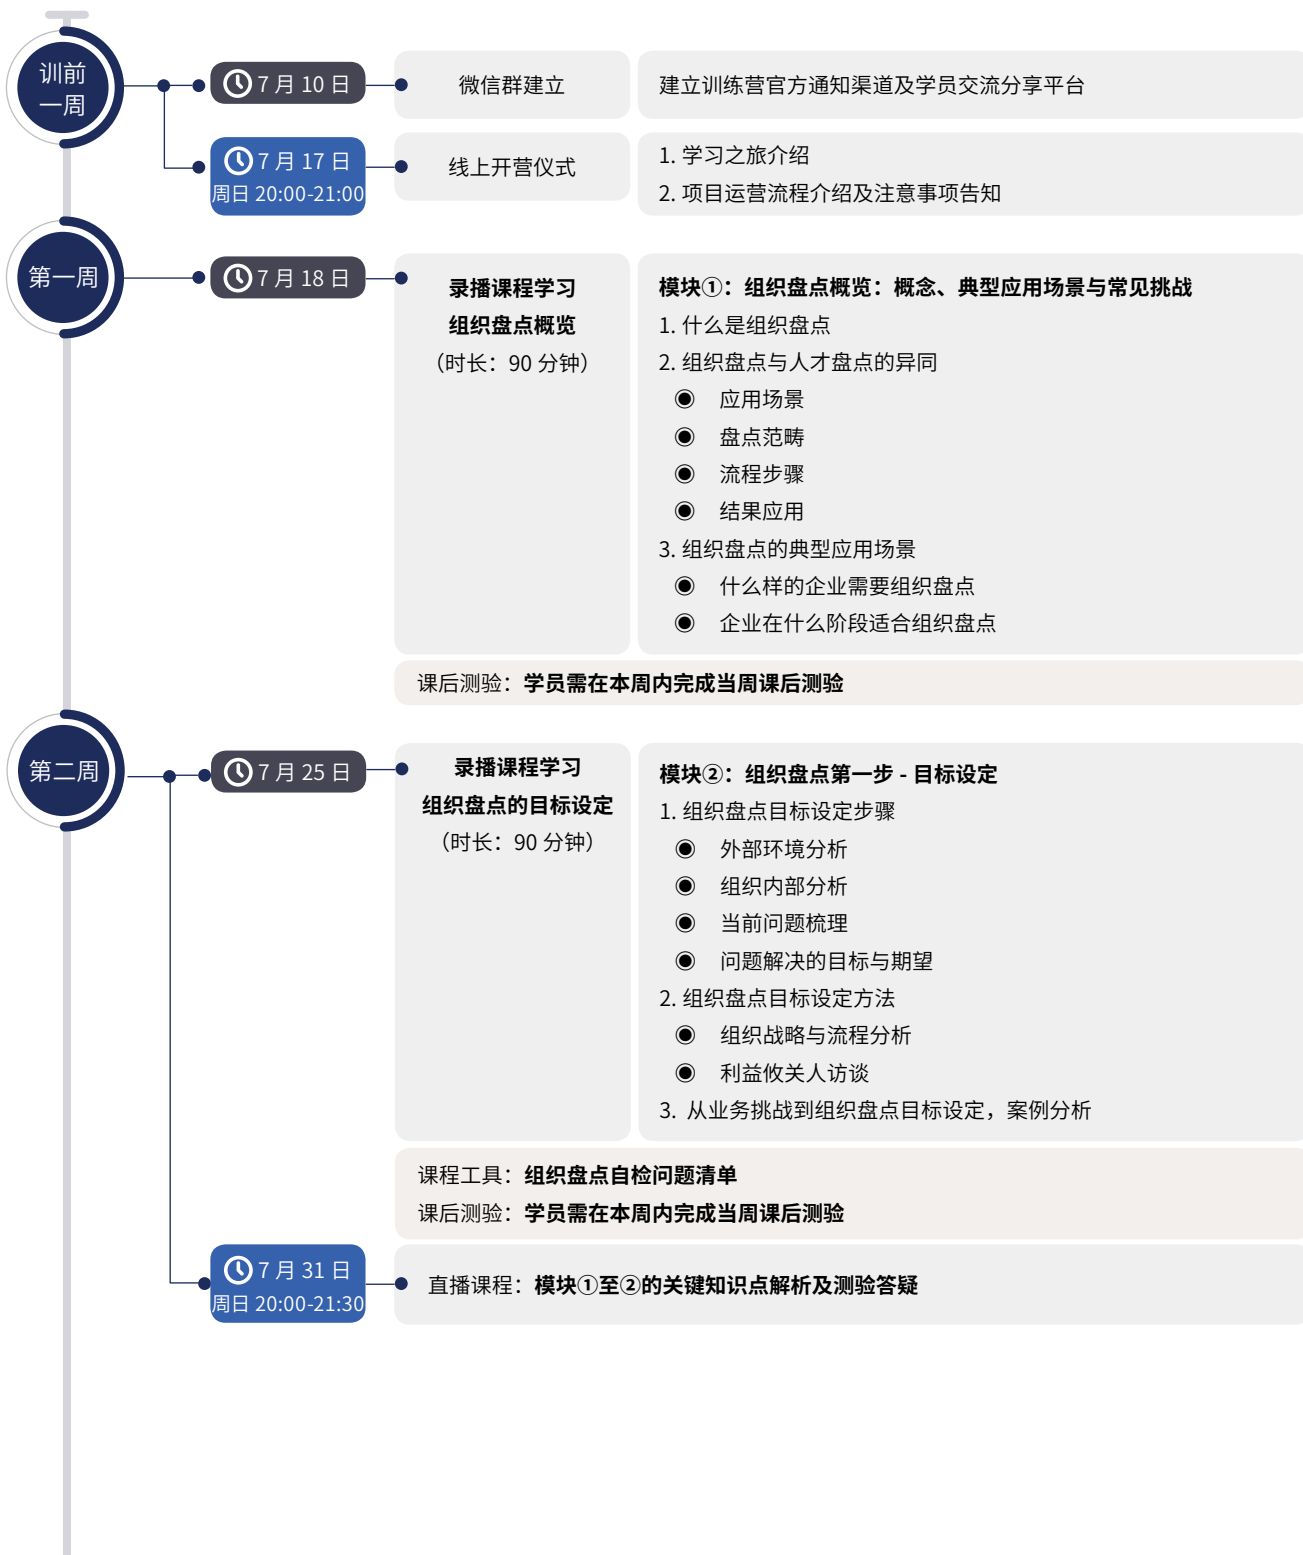 训前
一周
7 月 10 日
微信群建立
建立训练营官方通知渠道及学员交流分享平台
7 月 17 日
周日 20:00-21:00
线上开营仪式
1. 学习之旅介绍
2. 项目运营流程介绍及注意事项告知
第一周
7 月 18 日
录播课程学习
组织盘点概览
（时长：90 分钟）
模块①：组织盘点概览：概念、典型应用场景与常见挑战
1. 什么是组织盘点
2. 组织盘点与人才盘点的异同
◉ 应用场景
◉ 盘点范畴
◉ 流程步骤
◉ 结果应用
3. 组织盘点的典型应用场景
◉ 什么样的企业需要组织盘点
◉ 企业在什么阶段适合组织盘点
课后测验：学员需在本周内完成当周课后测验
第二周
7 月 25 日
录播课程学习
组织盘点的目标设定
（时长：90 分钟）
模块②：组织盘点第一步 - 目标设定
1. 组织盘点目标设定步骤
◉ 外部环境分析
◉ 组织内部分析
◉ 当前问题梳理
◉ 问题解决的目标与期望
2. 组织盘点目标设定方法
◉ 组织战略与流程分析
◉ 利益攸关人访谈
3. 从业务挑战到组织盘点目标设定，案例分析
课程工具：组织盘点自检问题清单
课后测验：学员需在本周内完成当周课后测验
7 月 31 日
周日 20:00-21:30
直播课程：模块①至②的关键知识点解析及测验答疑